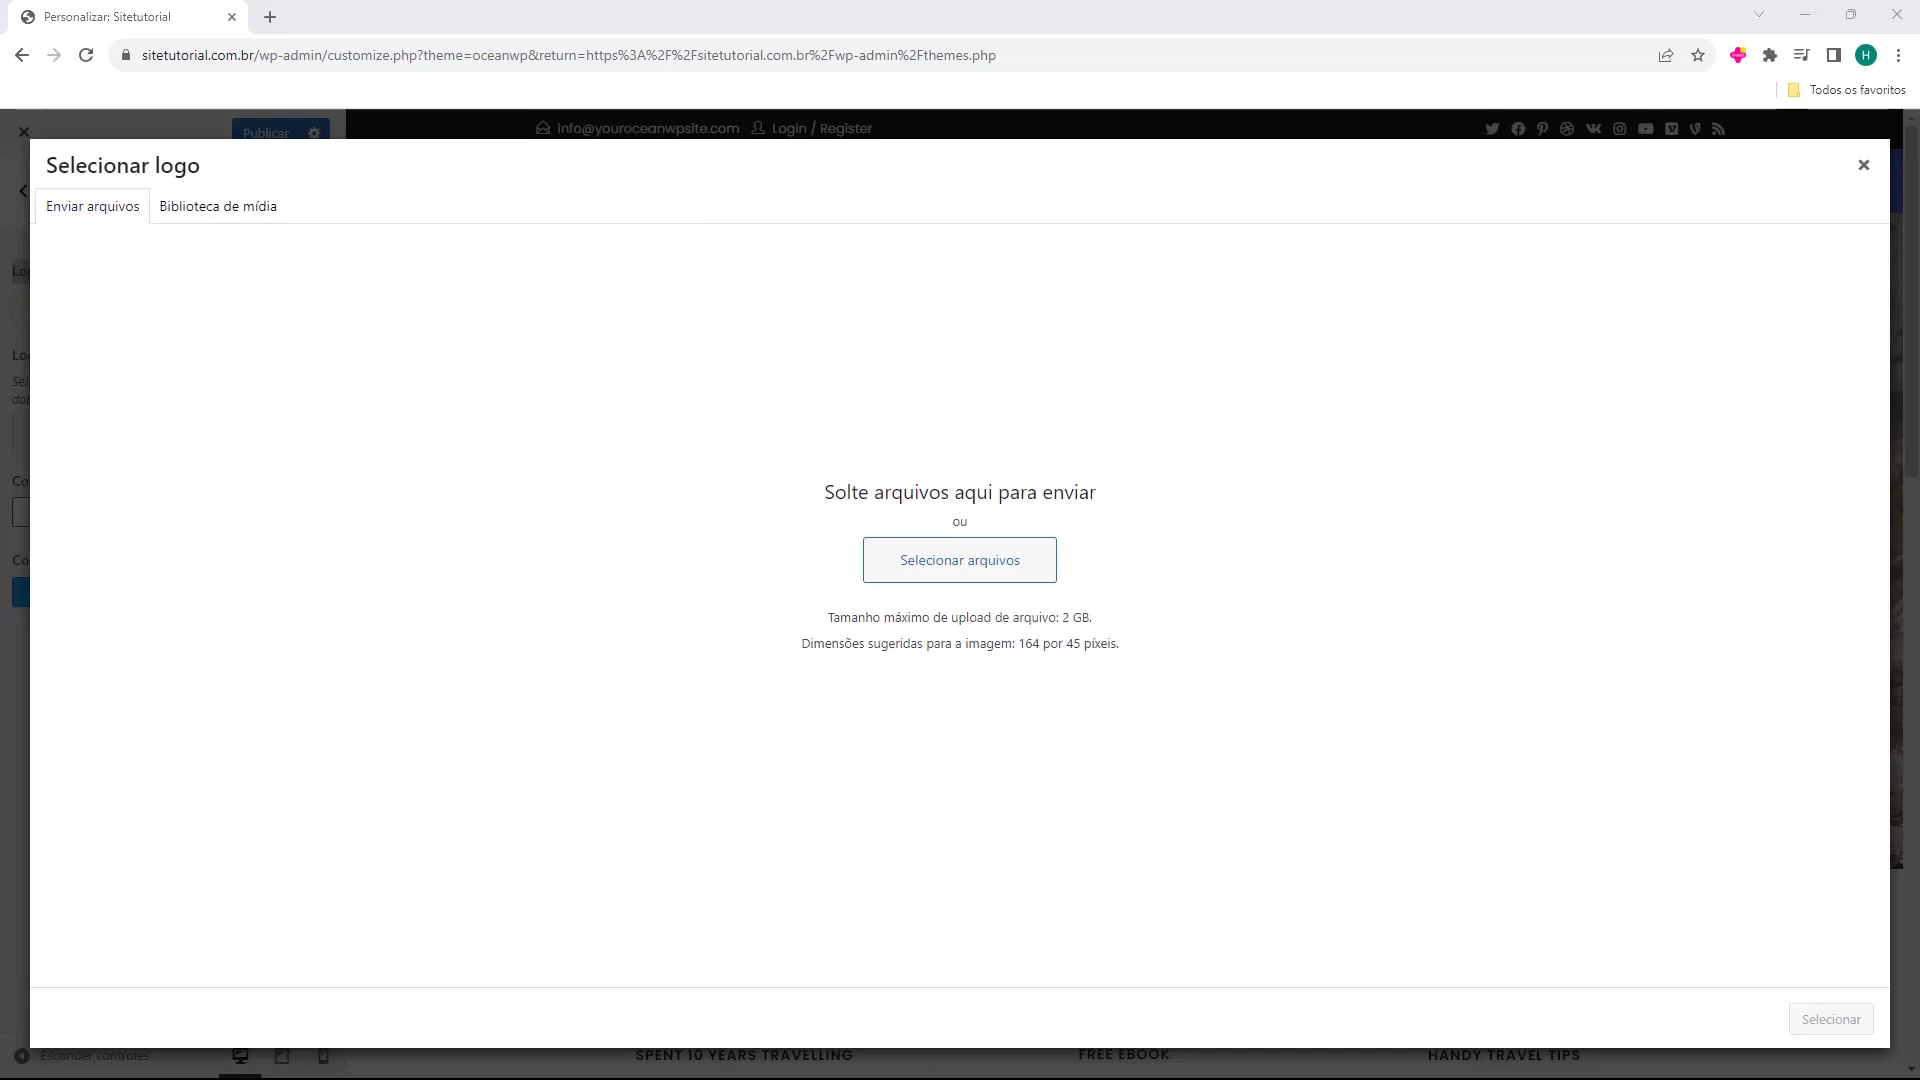 Personalizar: Sitetutorial
sitetutorial.com.br/wp-admin/customize.php?theme=oceanwp&return=https%3A%2F%2Fsitetutorial.com.br%2Fwp-admin%2Fthemes.php
H
Todos os favoritos
Publicar
info@youroceanwpsite.com Login / Register
Selecionar logo
Enviar arquivos Biblioteca de mídia
Solte arquivos aqui para enviar
ou
Selecionar arquivos
Tamanho máximo de upload de arquivo: 2 GB.
Dimensões sugeridas para a imagem: 164 por 45 píxeis.
Selecionar
Esconder controles
SPENT 10 YEARS TRAVELLING FREE EBOOK HANDY TRAVEL TIPS